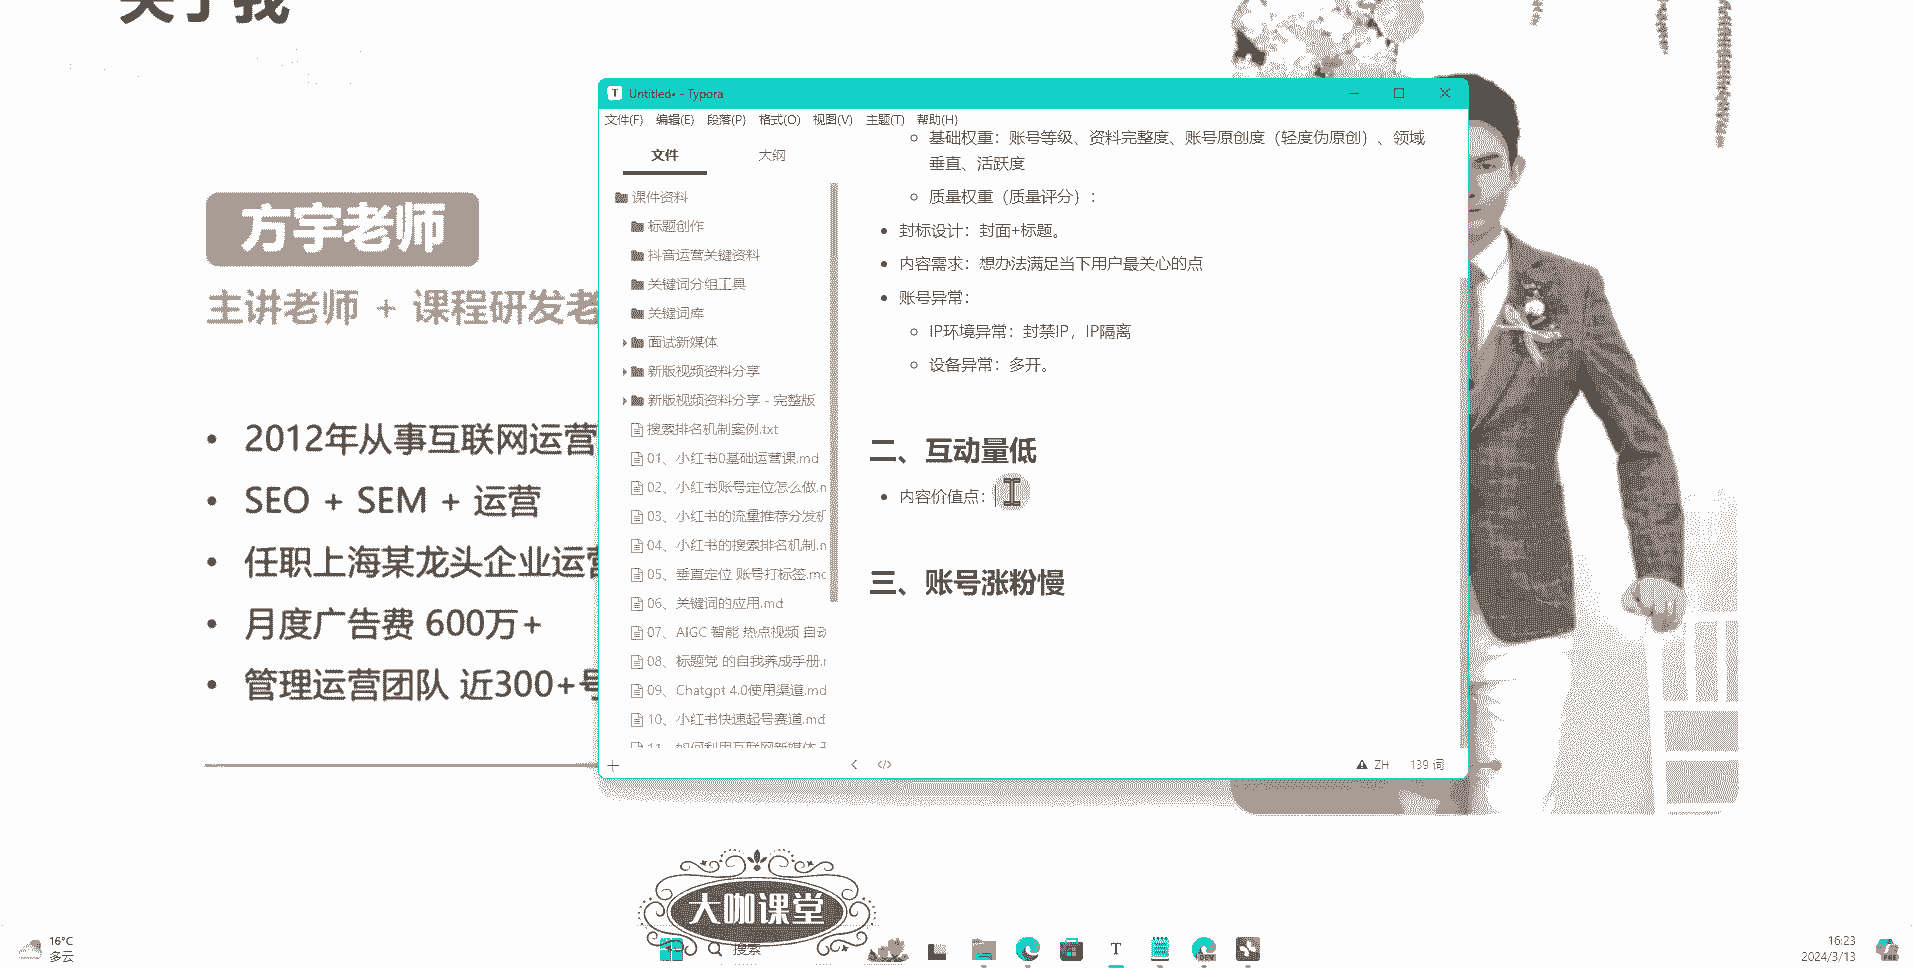 关于我
方宇老师
主讲老师 + 课程研发老
2012年从事互联网运营
SEO + SEM + 运营
任职上海某龙头企业运营
月度广告费 600万+
管理运营团队 近300+号
Untitled• - Typora
文件(F) 编辑(E) 段落(P) 格式(O) 视图(V) 主题(T) 帮助(H)
文件 大纲
课件资料
标题创作
抖音运营关键资料
关键词分组工具
关键词库
面试新媒体
新版视频资料分享
新版视频资料分享 - 完整版
搜索排名机制案例.txt
01、小红书0基础运营课.md
02、小红书账号定位怎么做.n
03、小红书的流量推荐分发机
04、小红书的搜索排名机制.n
05、垂直定位 账号打标签.mc
06、关键词的应用.md
07、AIGC 智能 热点视频 自动
08、标题党 的自我养成手册.r
09、Chatgpt 4.0使用渠道.md
10、小红书快速起号赛道.md
11、如何利用互联网新媒体
基础权重：账号等级、资料完整度、账号原创度（轻度伪原创）、领域
垂直、活跃度
质量权重（质量评分）：
封标设计：封面+标题。
内容需求：想办法满足当下用户最关心的点
账号异常：
IP环境异常：封禁IP，IP隔离
设备异常：多开。
二、互动量低
内容价值点：
三、账号涨粉慢
ZH 139 词
大咖课堂
16°C
多云
搜索
T
DEV
16:23
2024/3/13
PRE